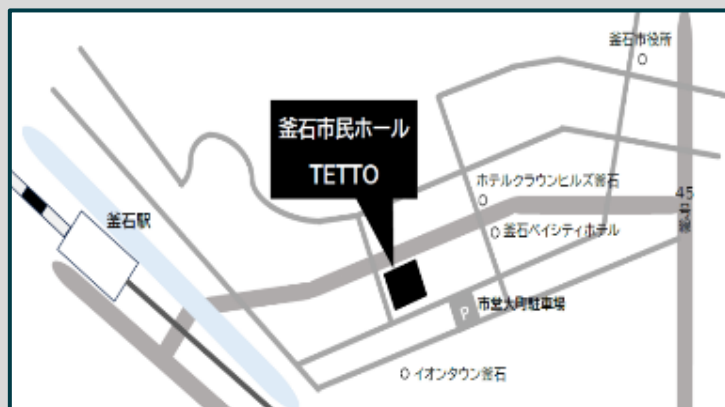 釜石市役所
釜石市民ホール
TETTO
ホテルクラウンヒルズ釜石
45
釜石駅
釜石ベイシティホテル
P
市営大町駐車場
イオンタウン釜石